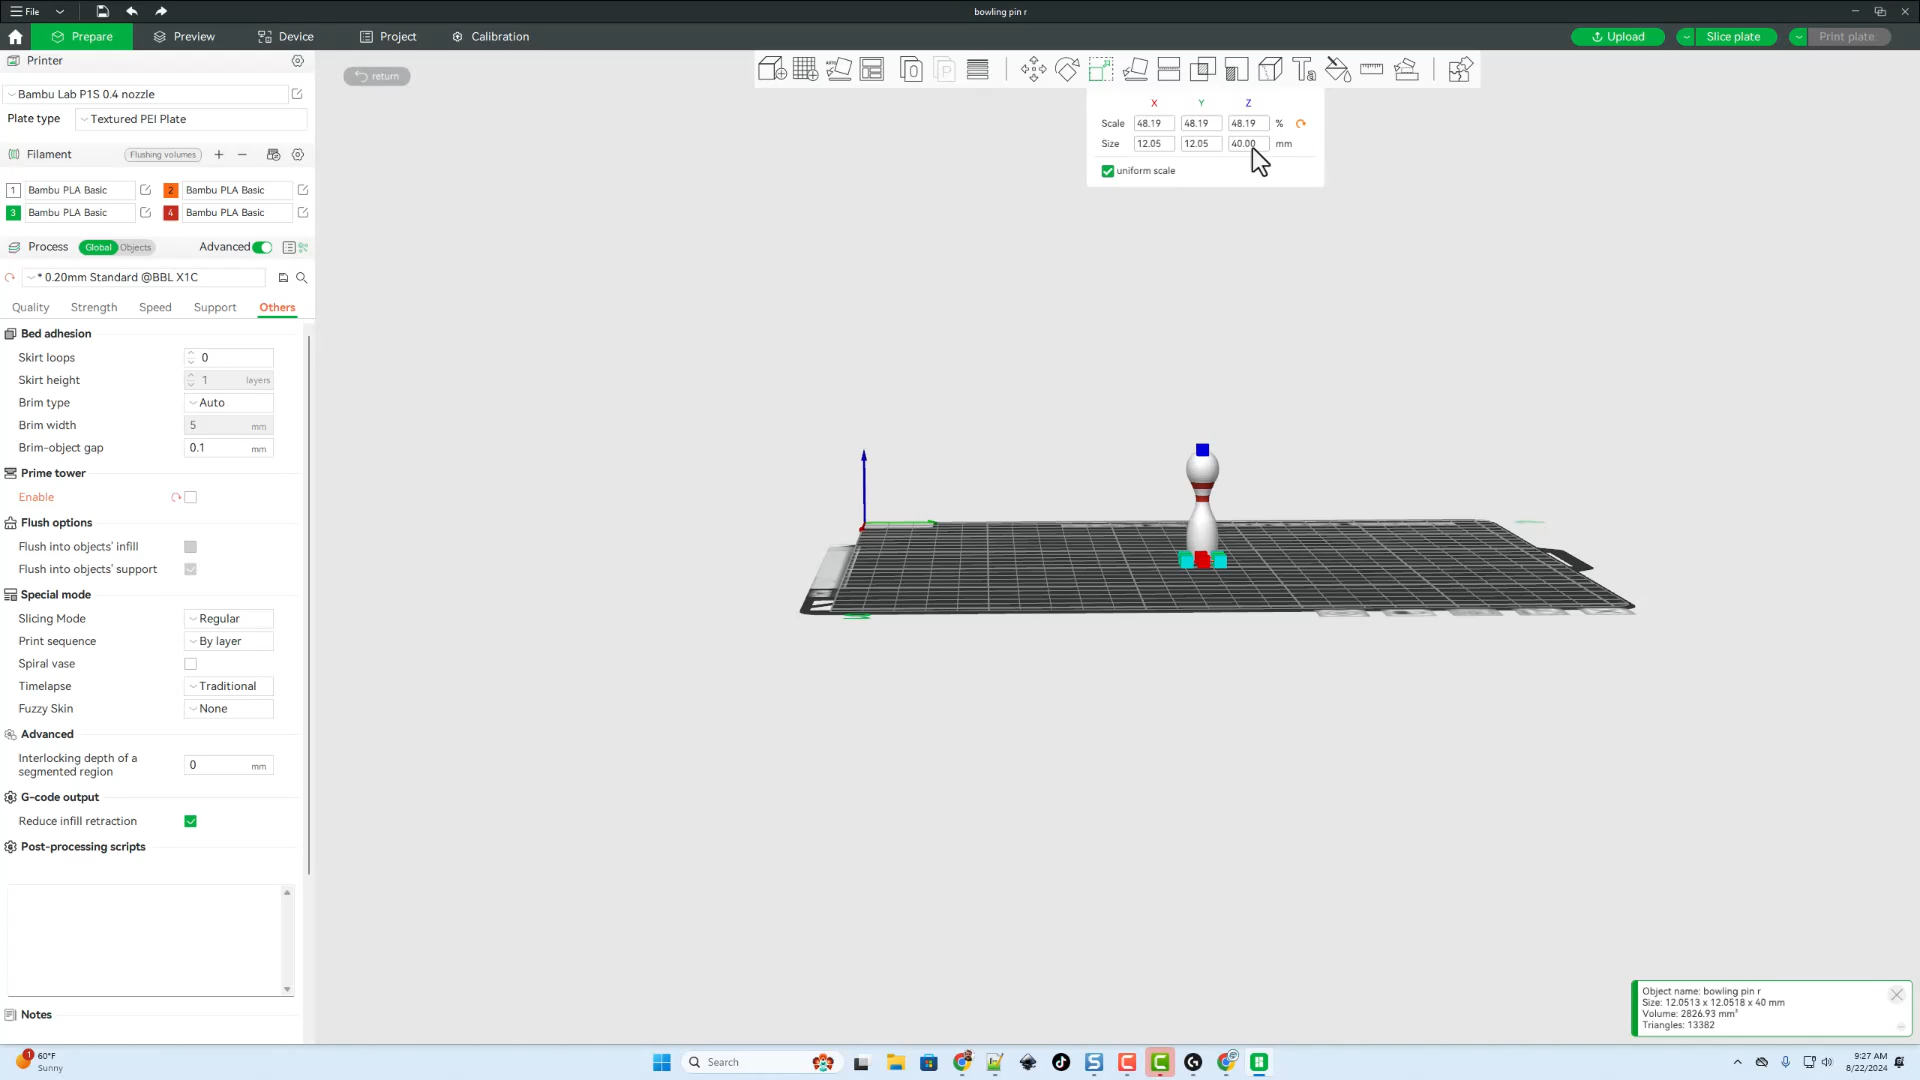 File
bowling pin r
Prepare
Preview
Device
Project
Calibration
Upload
Slice plate
Print plate
Printer
return
Bambu Lab P1S 0.4 nozzle
X Y Z
Plate type Textured PEI Plate
Scale 48.19 48.19 48.19 %
Size 12.05 12.05 40.00 mm
uniform scale
Filament Flushing volumes
1 Bambu PLA Basic 2 Bambu PLA Basic
3 Bambu PLA Basic 4 Bambu PLA Basic
Process Global Objects Advanced
* 0.20mm Standard @BBL X1C
Quality Strength Speed Support Others
Bed adhesion
Skirt loops 0
Skirt height 1 layers
Brim type Auto
Brim width 5 mm
Brim-object gap 0.1 mm
Prime tower
Enable
Flush options
Flush into objects' infill
Flush into objects' support
Special mode
Slicing Mode Regular
Print sequence By layer
Spiral vase
Timelapse Traditional
Fuzzy Skin None
Advanced
Interlocking depth of a
segmented region 0 mm
G-code output
Reduce infill retraction
Post-processing scripts
Notes
Object name: bowling pin r
Size: 12.0513 x 12.0518 x 40 mm
Volume: 2826.93 mm³
Triangles: 13382
1
60°F
Sunny
Search
9:27 AM
8/22/2024